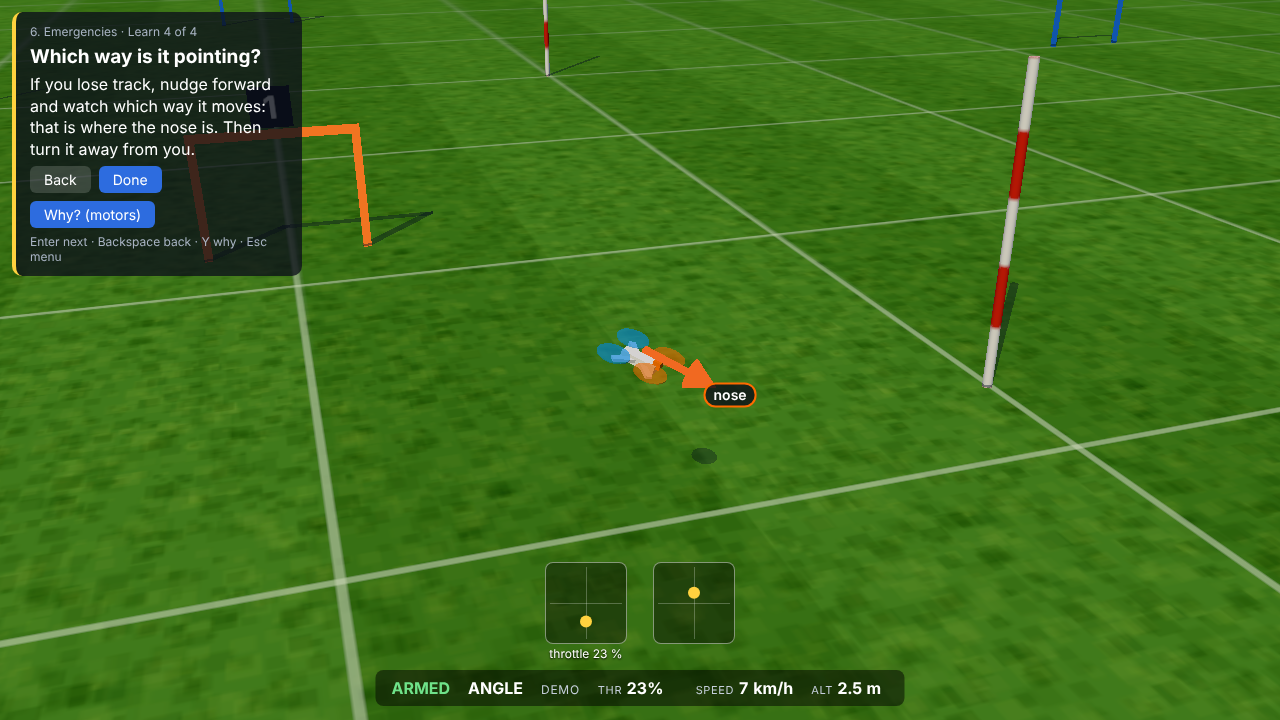 6. Emergencies · Learn 4 of 4
Which way is it pointing?
If you lose track, nudge forward
and watch which way it moves:
that is where the nose is. Then
turn it away from you.
Back
Done
Why? (motors)
Enter next · Backspace back · Y why · Esc
menu
1
nose
throttle 23 %
ARMED ANGLE DEMO THR 23% SPEED 7 km/h ALT 2.5 m